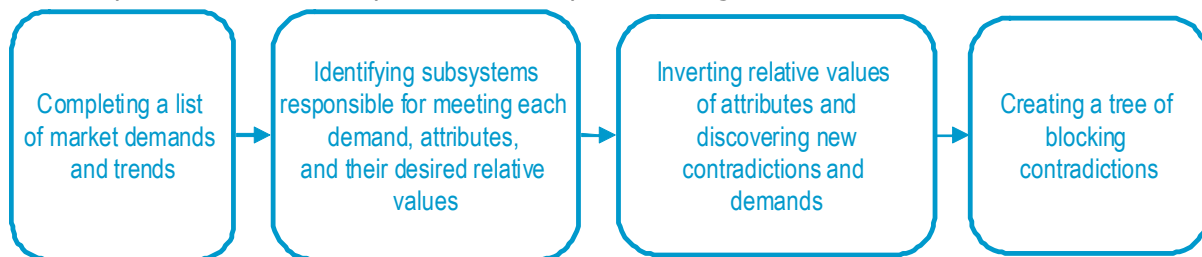 Completing a list
of market demands
and trends
Identifying subsystems
responsible for meeting each
demand, attributes,
and their desired relative
values
Inverting relative values
of attributes and
discovering new
contradictions and
demands
Creating a tree of
blocking
contradictions